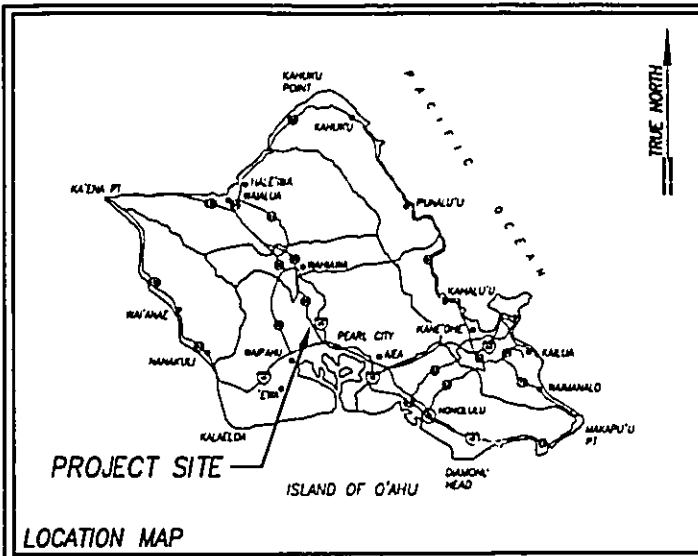 KAHUKU
POINT
KAHUKU
PACIFIC OCEAN
TRUE NORTH
KA'ENA PT
HALE'IWA
WAIALUA
PUNALU'U
WAHIAWA
KAHALU'U
WAI'ANAE
KANE'OHE
PEARL CITY
NANAKULI
WAIPAHU
AIEA
KAILUA
'EWA
WAIMANALO
HONOLULU
KALAELOA
MAKAPU'U
PT
PROJECT SITE
DIAMOND
HEAD
ISLAND OF O'AHU
LOCATION MAP